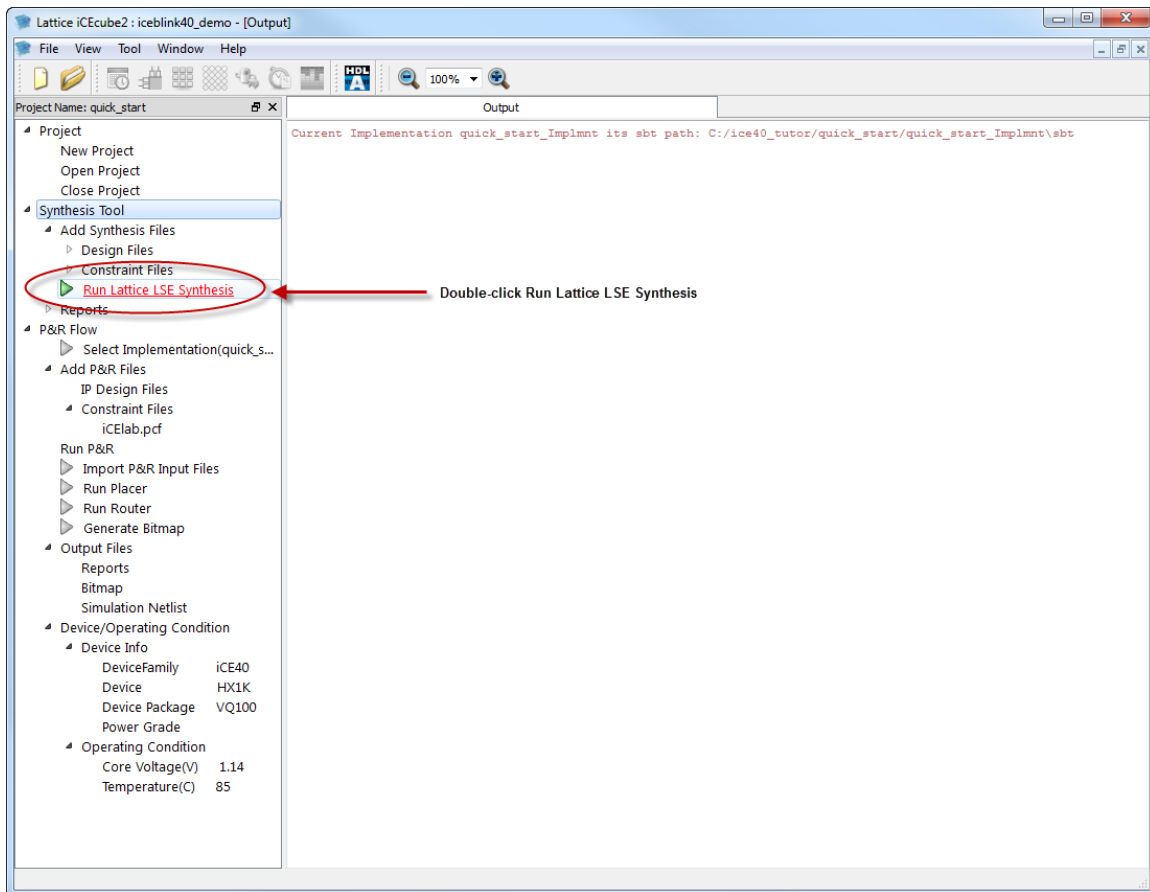 Lattice iCEcube2 : iceblink40_demo - [Output]
File View Tool Window Help
HDL
A
100%
Project Name: quick_start
Output
Current Implementation quick_start_Implmnt its sbt path: C:/ice40_tutor/quick_start/quick_start_Implmnt\sbt
Project
New Project
Open Project
Close Project
Synthesis Tool
Add Synthesis Files
Design Files
Constraint Files
Run Lattice LSE Synthesis
Double-click Run Lattice LSE Synthesis
Reports
P&R Flow
Select Implementation(quick_s...
Add P&R Files
IP Design Files
Constraint Files
iCElab.pcf
Run P&R
Import P&R Input Files
Run Placer
Run Router
Generate Bitmap
Output Files
Reports
Bitmap
Simulation Netlist
Device/Operating Condition
Device Info
DeviceFamily iCE40
Device HX1K
Device Package VQ100
Power Grade
Operating Condition
Core Voltage(V) 1.14
Temperature(C) 85